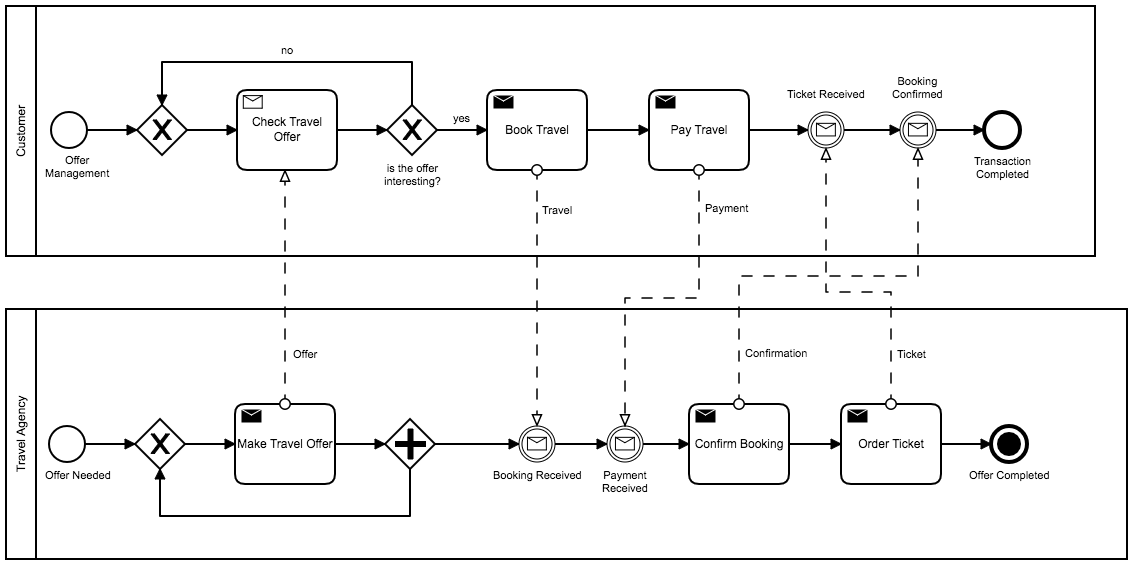 Customer
no
Offer
Management
X
Check Travel
Offer
X
is the offer
interesting?
yes
Book Travel
Pay Travel
Ticket Received
Booking
Confirmed
Transaction
Completed
Travel
Payment
Offer
Confirmation
Ticket
Travel Agency
Offer Needed
X
Make Travel Offer
Booking Received
Payment
Received
Confirm Booking
Order Ticket
Offer Completed